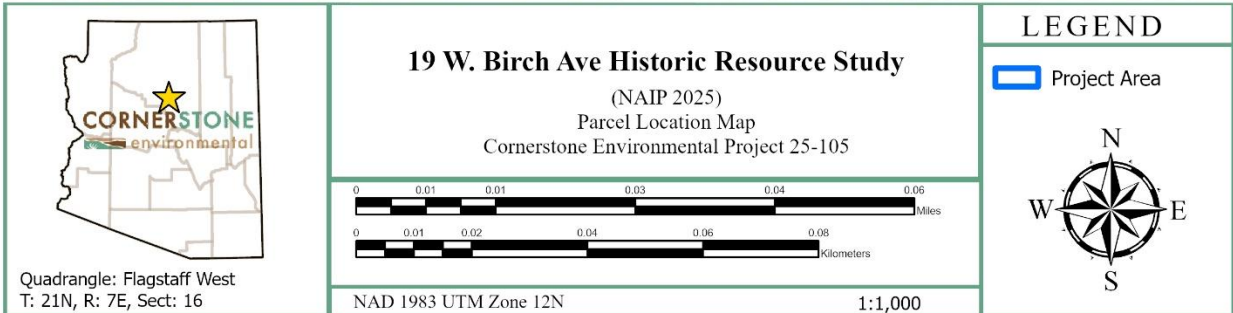 CORNERSTONE
environmental
Quadrangle: Flagstaff West
T: 21N, R: 7E, Sect: 16
19 W. Birch Ave Historic Resource Study
(NAIP 2025)
Parcel Location Map
Cornerstone Environmental Project 25-105
0 0.01 0.01 0.03 0.04 0.06
Miles
0 0.01 0.02 0.04 0.06 0.08
Kilometers
NAD 1983 UTM Zone 12N 1:1,000
LEGEND
Project Area
N
W E
S